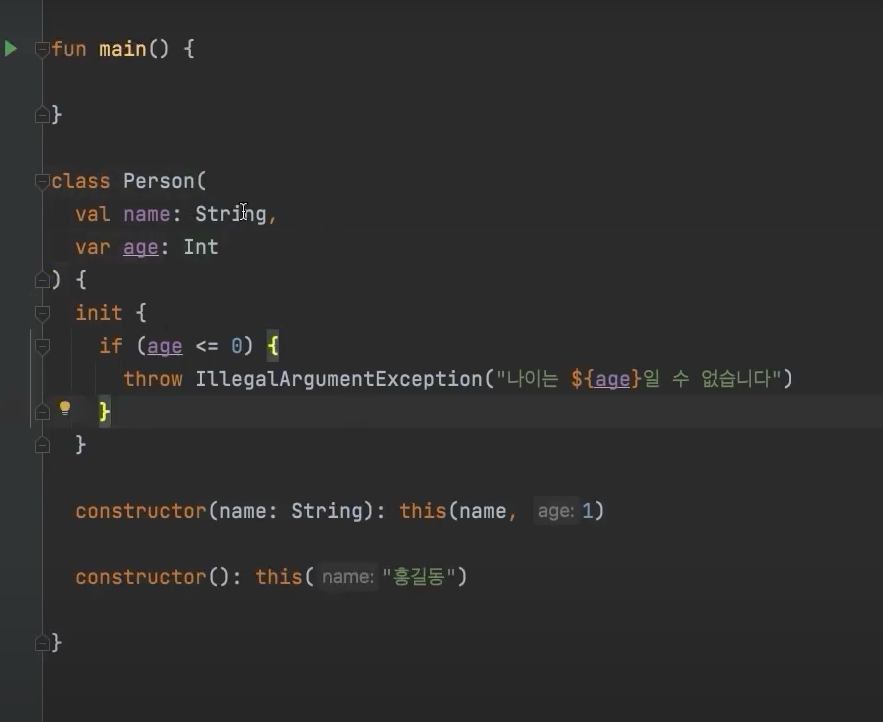 fun main() {
}
class Person(
val name: String,
var age: Int
) {
init {
if (age <= 0) {
throw IllegalArgumentException("나이는 ${age}일 수 없습니다")
}
}
constructor(name: String): this(name, age: 1)
constructor(): this( name: "홍길동")
}